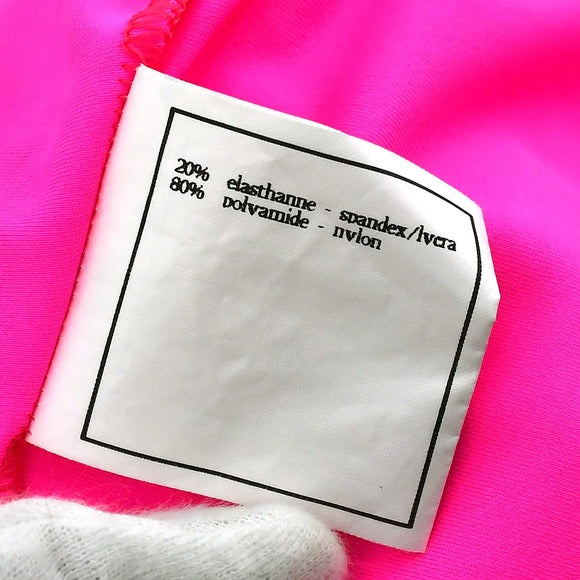 20% elasthanne - spandex/lycra
80% polyamide - nylon